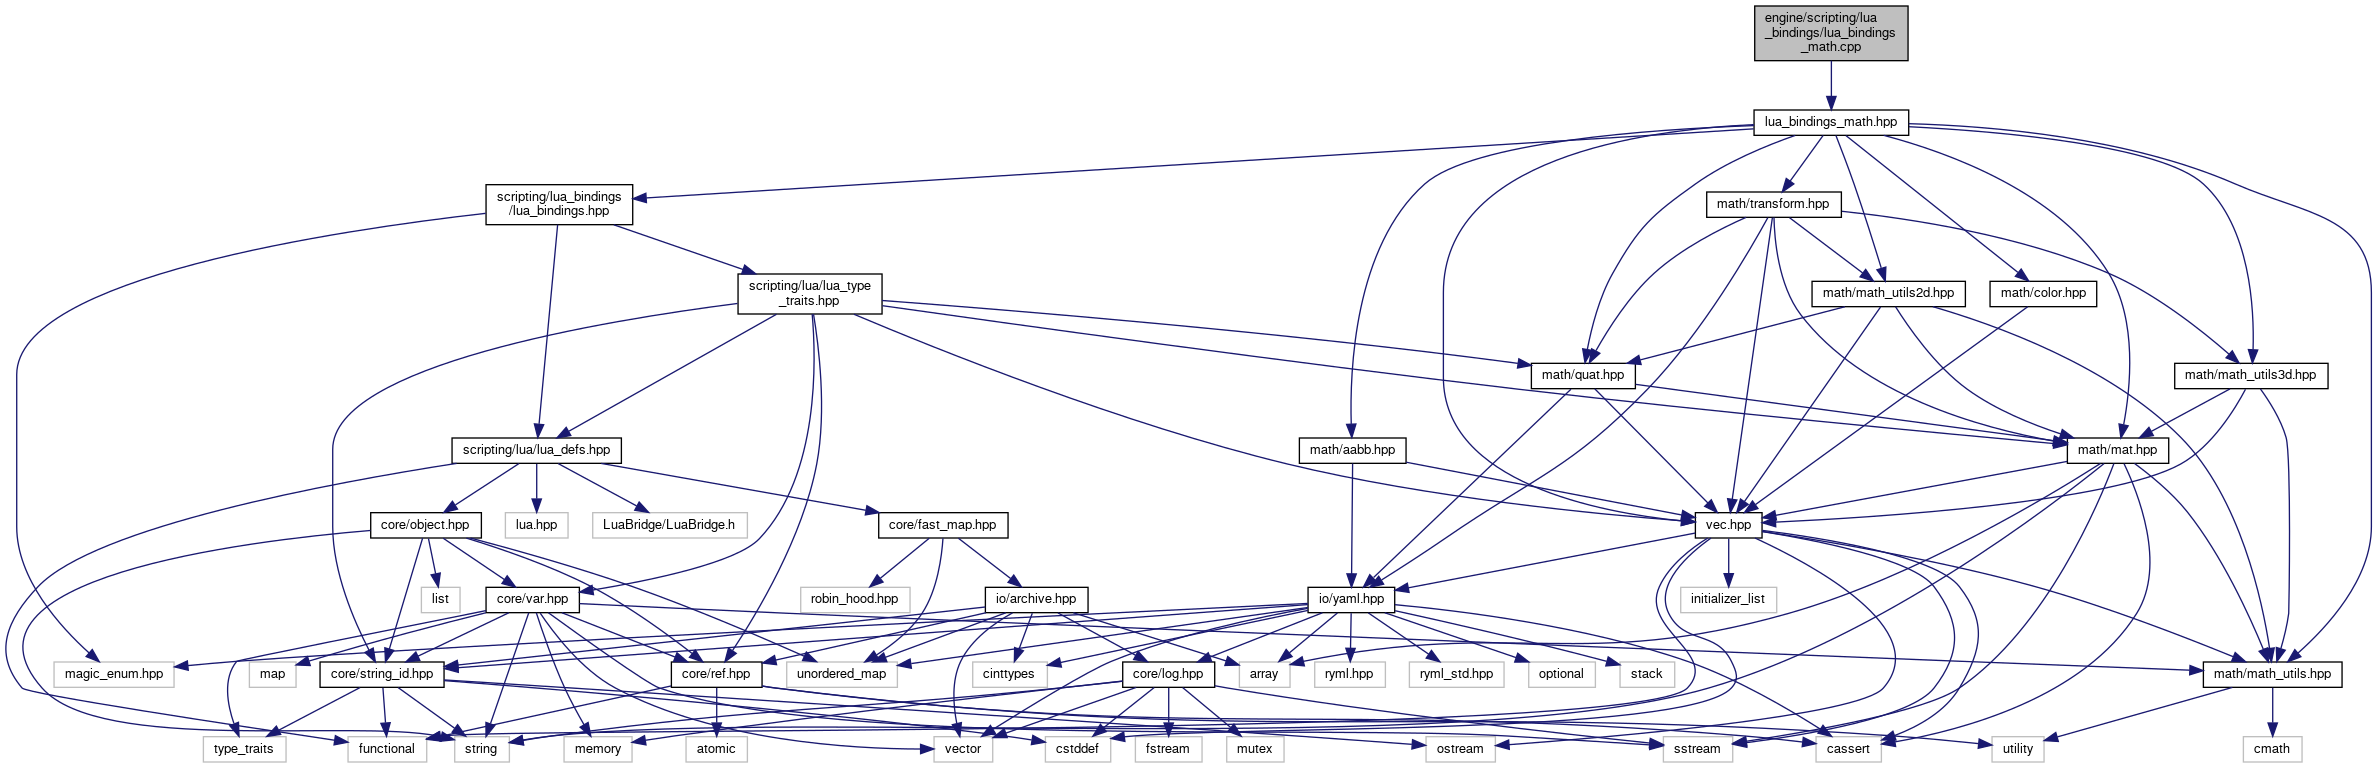 engine/scripting/lua
_bindings/lua_bindings
_math.cpp
lua_bindings_math.hpp
scripting/lua_bindings
/lua_bindings.hpp
math/transform.hpp
scripting/lua/lua_type
_traits.hpp
math/math_utils2d.hpp
math/color.hpp
math/quat.hpp
math/math_utils3d.hpp
scripting/lua/lua_defs.hpp
math/aabb.hpp
math/mat.hpp
core/object.hpp
lua.hpp
LuaBridge/LuaBridge.h
core/fast_map.hpp
vec.hpp
list
core/var.hpp
robin_hood.hpp
io/archive.hpp
io/yaml.hpp
initializer_list
magic_enum.hpp
map
core/string_id.hpp
core/ref.hpp
unordered_map
cinttypes
core/log.hpp
array
ryml.hpp
ryml_std.hpp
optional
stack
math/math_utils.hpp
type_traits
functional
string
memory
atomic
vector
cstddef
fstream
mutex
ostream
sstream
cassert
utility
cmath